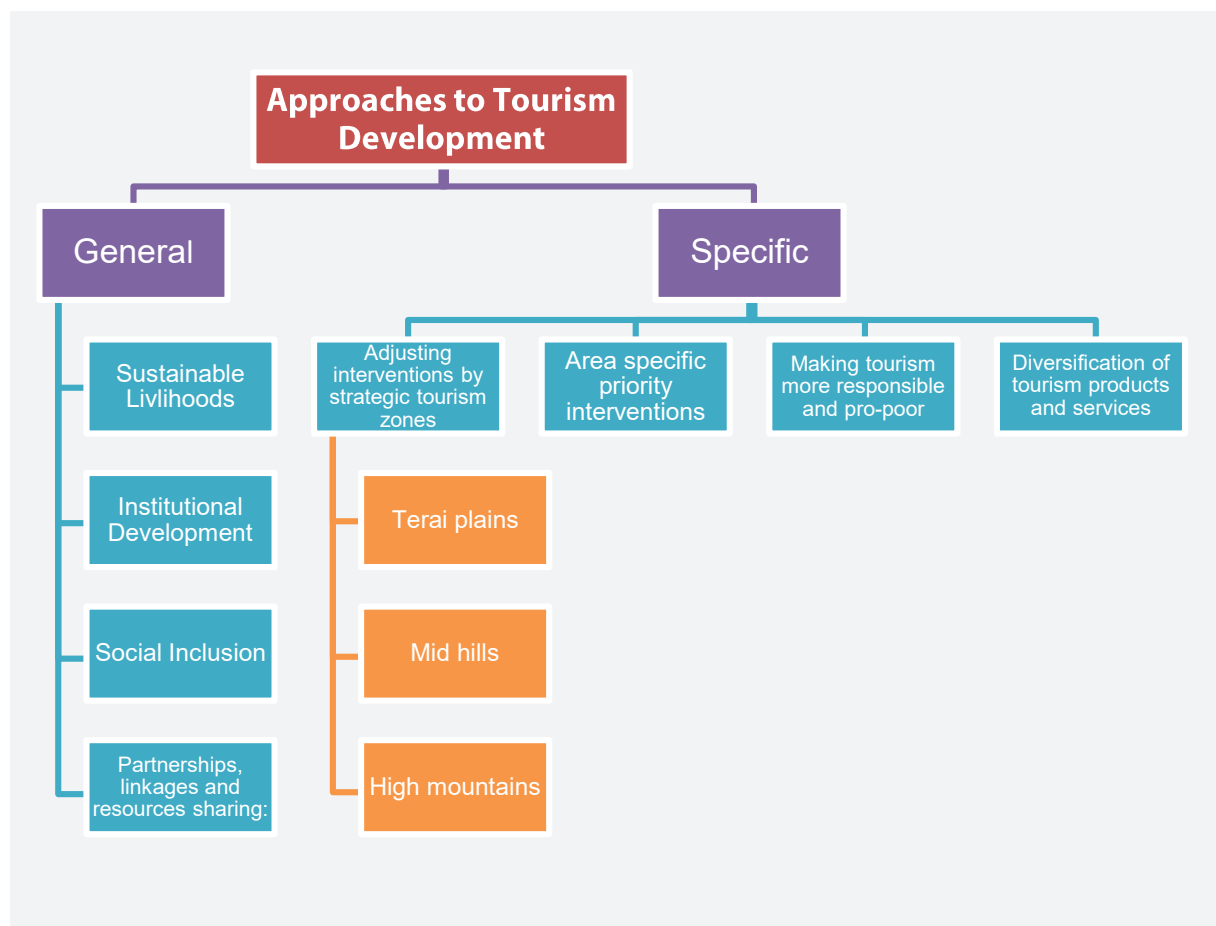 Approaches to Tourism
Development
General
Specific
Sustainable
Livlihoods
Institutional
Development
Social Inclusion
Partnerships,
linkages and
resources sharing:
Adjusting
interventions by
strategic tourism
zones
Area specific
priority
interventions
Making tourism
more responsible
and pro-poor
Diversification of
tourism products
and services
Terai plains
Mid hills
High mountains